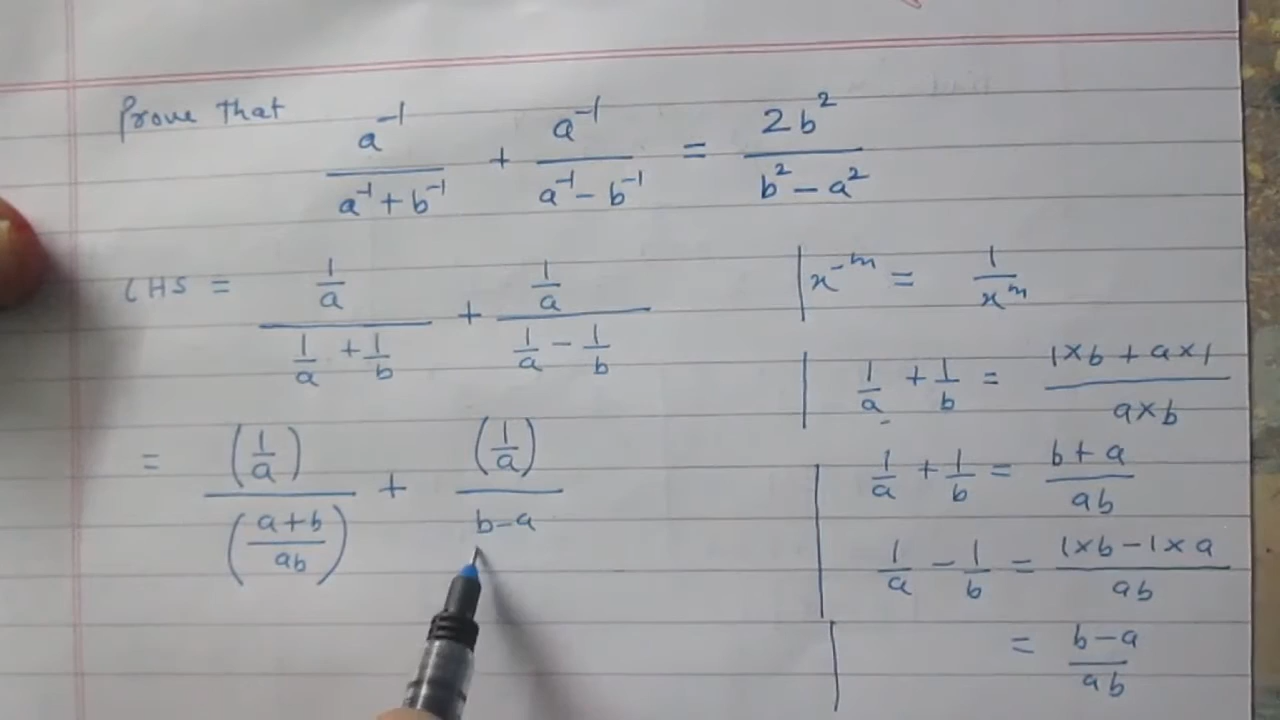 Prove that
a⁻¹/(a⁻¹ + b⁻¹) + a⁻¹/(a⁻¹ - b⁻¹) = 2b²/(b² - a²)
LHS = (1/a)/(1/a + 1/b) + (1/a)/(1/a - 1/b)
= (1/a)/((a+b)/ab) + (1/a)/(b-a)
x⁻ᵐ = 1/xᵐ
1/a + 1/b = (1×b + a×1)/(a×b)
1/a + 1/b = (b + a)/ab
1/a - 1/b = (1×b - 1×a)/ab
= (b-a)/ab